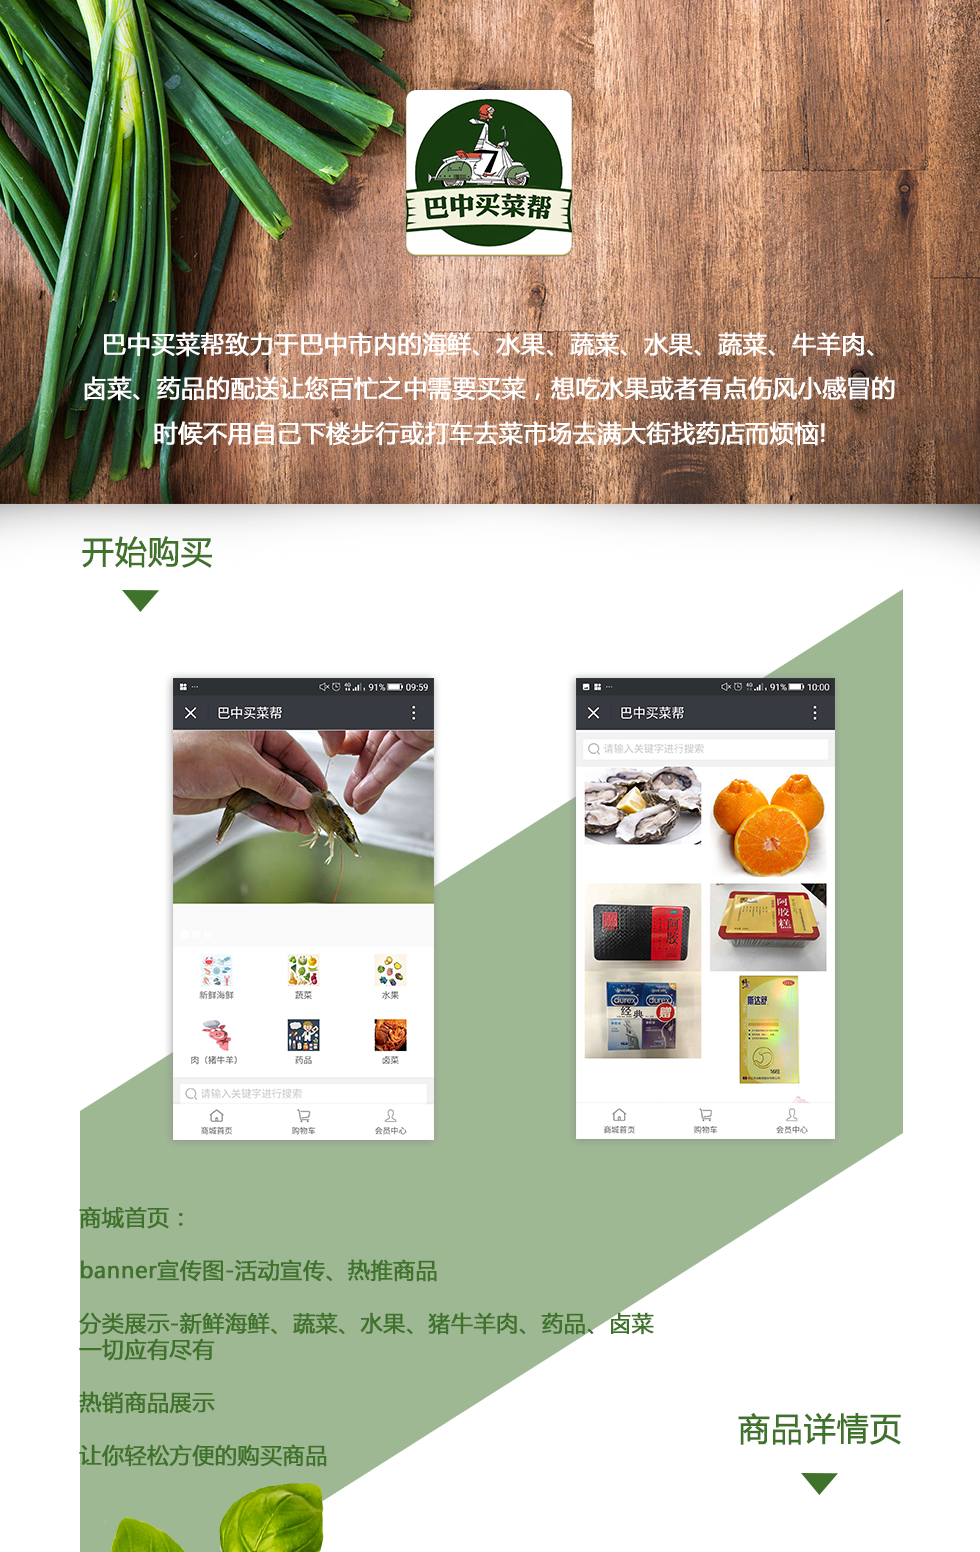 巴中买菜帮
巴中买菜帮致力于巴中市内的海鲜、水果、蔬菜、水果、蔬菜、牛羊肉、
卤菜、药品的配送让您百忙之中需要买菜，想吃水果或者有点伤风小感冒的
时候不用自己下楼步行或打车去菜市场去满大街找药店而烦恼!
开始购买
91% 09:59
巴中买菜帮
新鲜海鲜 蔬菜 水果
肉（猪牛羊） 药品 卤菜
请输入关键字进行搜索
商城首页 购物车 会员中心
91% 10:00
巴中买菜帮
请输入关键字进行搜索
阿胶
阿胶糕
durex durex
经典
赠
斯达舒
商城首页 购物车 会员中心
商城首页：
banner宣传图-活动宣传、热推商品
分类展示-新鲜海鲜、蔬菜、水果、猪牛羊肉、药品、卤菜
一切应有尽有
热销商品展示
让你轻松方便的购买商品
商品详情页